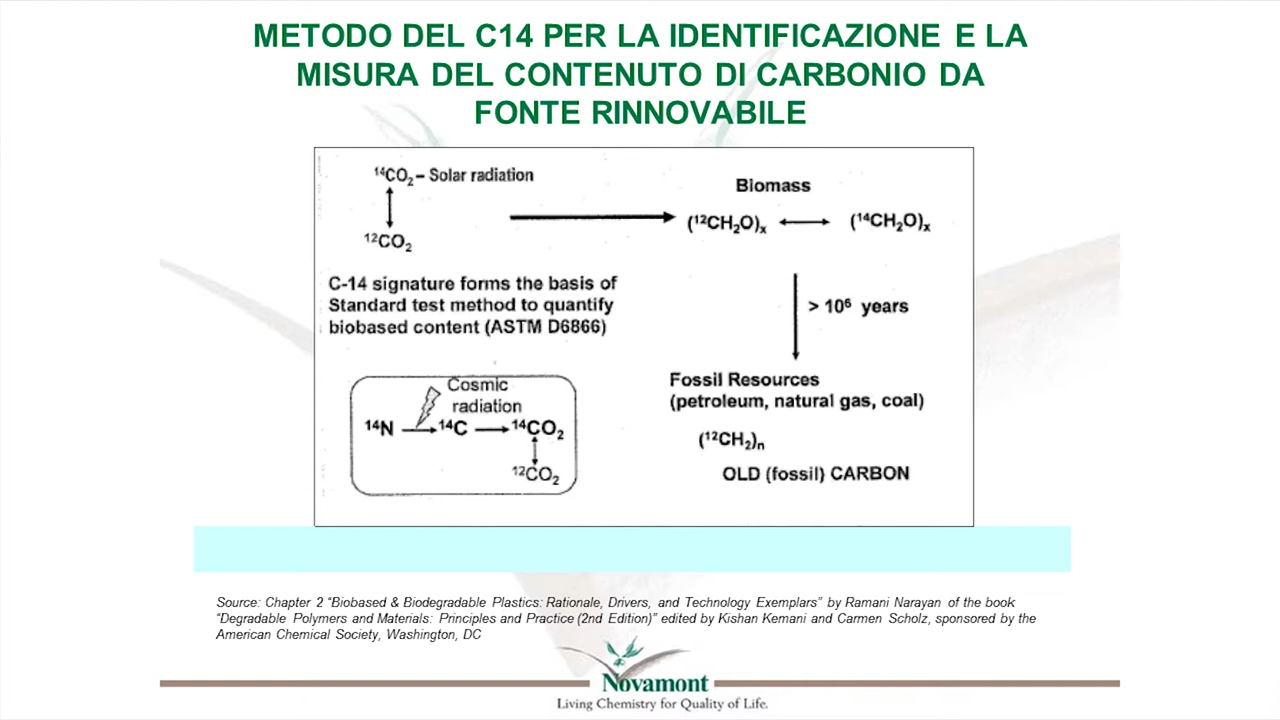 METODO DEL C14 PER LA IDENTIFICAZIONE E LA
MISURA DEL CONTENUTO DI CARBONIO DA
FONTE RINNOVABILE
¹⁴CO₂ – Solar radiation
¹²CO₂
Biomass
(¹²CH₂O)ₓ
(¹⁴CH₂O)ₓ
C-14 signature forms the basis of
Standard test method to quantify
biobased content (ASTM D6866)
> 10⁶ years
Cosmic
radiation
¹⁴N
¹⁴C
¹⁴CO₂
¹²CO₂
Fossil Resources
(petroleum, natural gas, coal)
(¹²CH₂)ₙ
OLD (fossil) CARBON
Source: Chapter 2 “Biobased & Biodegradable Plastics: Rationale, Drivers, and Technology Exemplars” by Ramani Narayan of the book
“Degradable Polymers and Materials: Principles and Practice (2nd Edition)” edited by Kishan Kemani and Carmen Scholz, sponsored by the
American Chemical Society, Washington, DC
Novamont
Living Chemistry for Quality of Life.